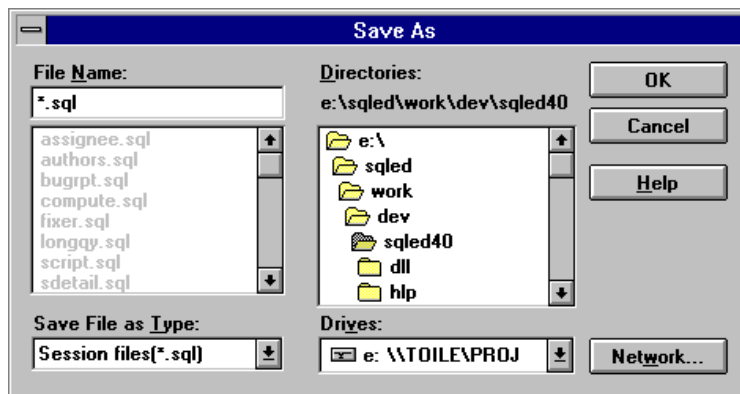 Save As
File Name:
*.sql
assignee.sql
authors.sql
bugrpt.sql
compute.sql
fixer.sql
longqy.sql
script.sql
sdetail.sql
Save File as Type:
Session files(*.sql)
Directories:
e:\sqled\work\dev\sqled40
e:\
sqled
work
dev
sqled40
dll
hlp
Drives:
e: \\TOILE\PROJ
OK
Cancel
Help
Network...